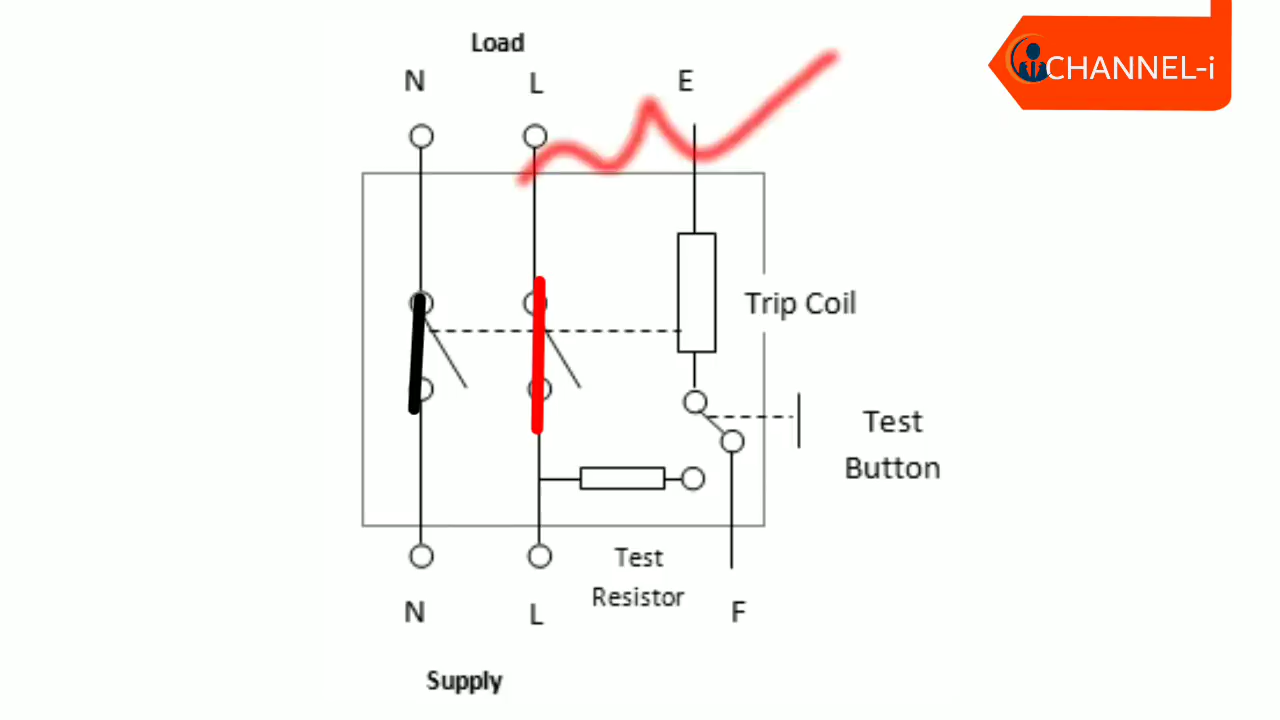 Load
N
L
E
CHANNEL-i
Trip Coil
Test
Button
Test
Resistor
N
L
F
Supply